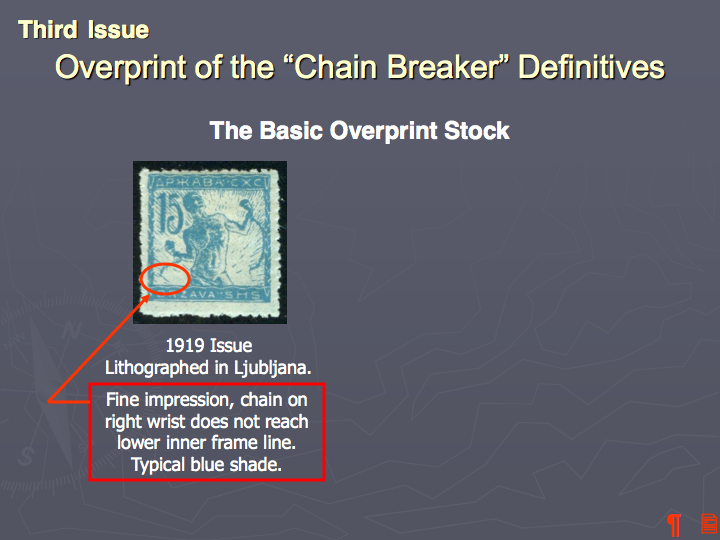 Third Issue
Overprint of the “Chain Breaker” Definitives
The Basic Overprint Stock
ДРЖАВА СХС
15
DRZAVA SHS
1919 Issue
Lithographed in Ljubljana.
Fine impression, chain on
right wrist does not reach
lower inner frame line.
Typical blue shade.
N
S
¶